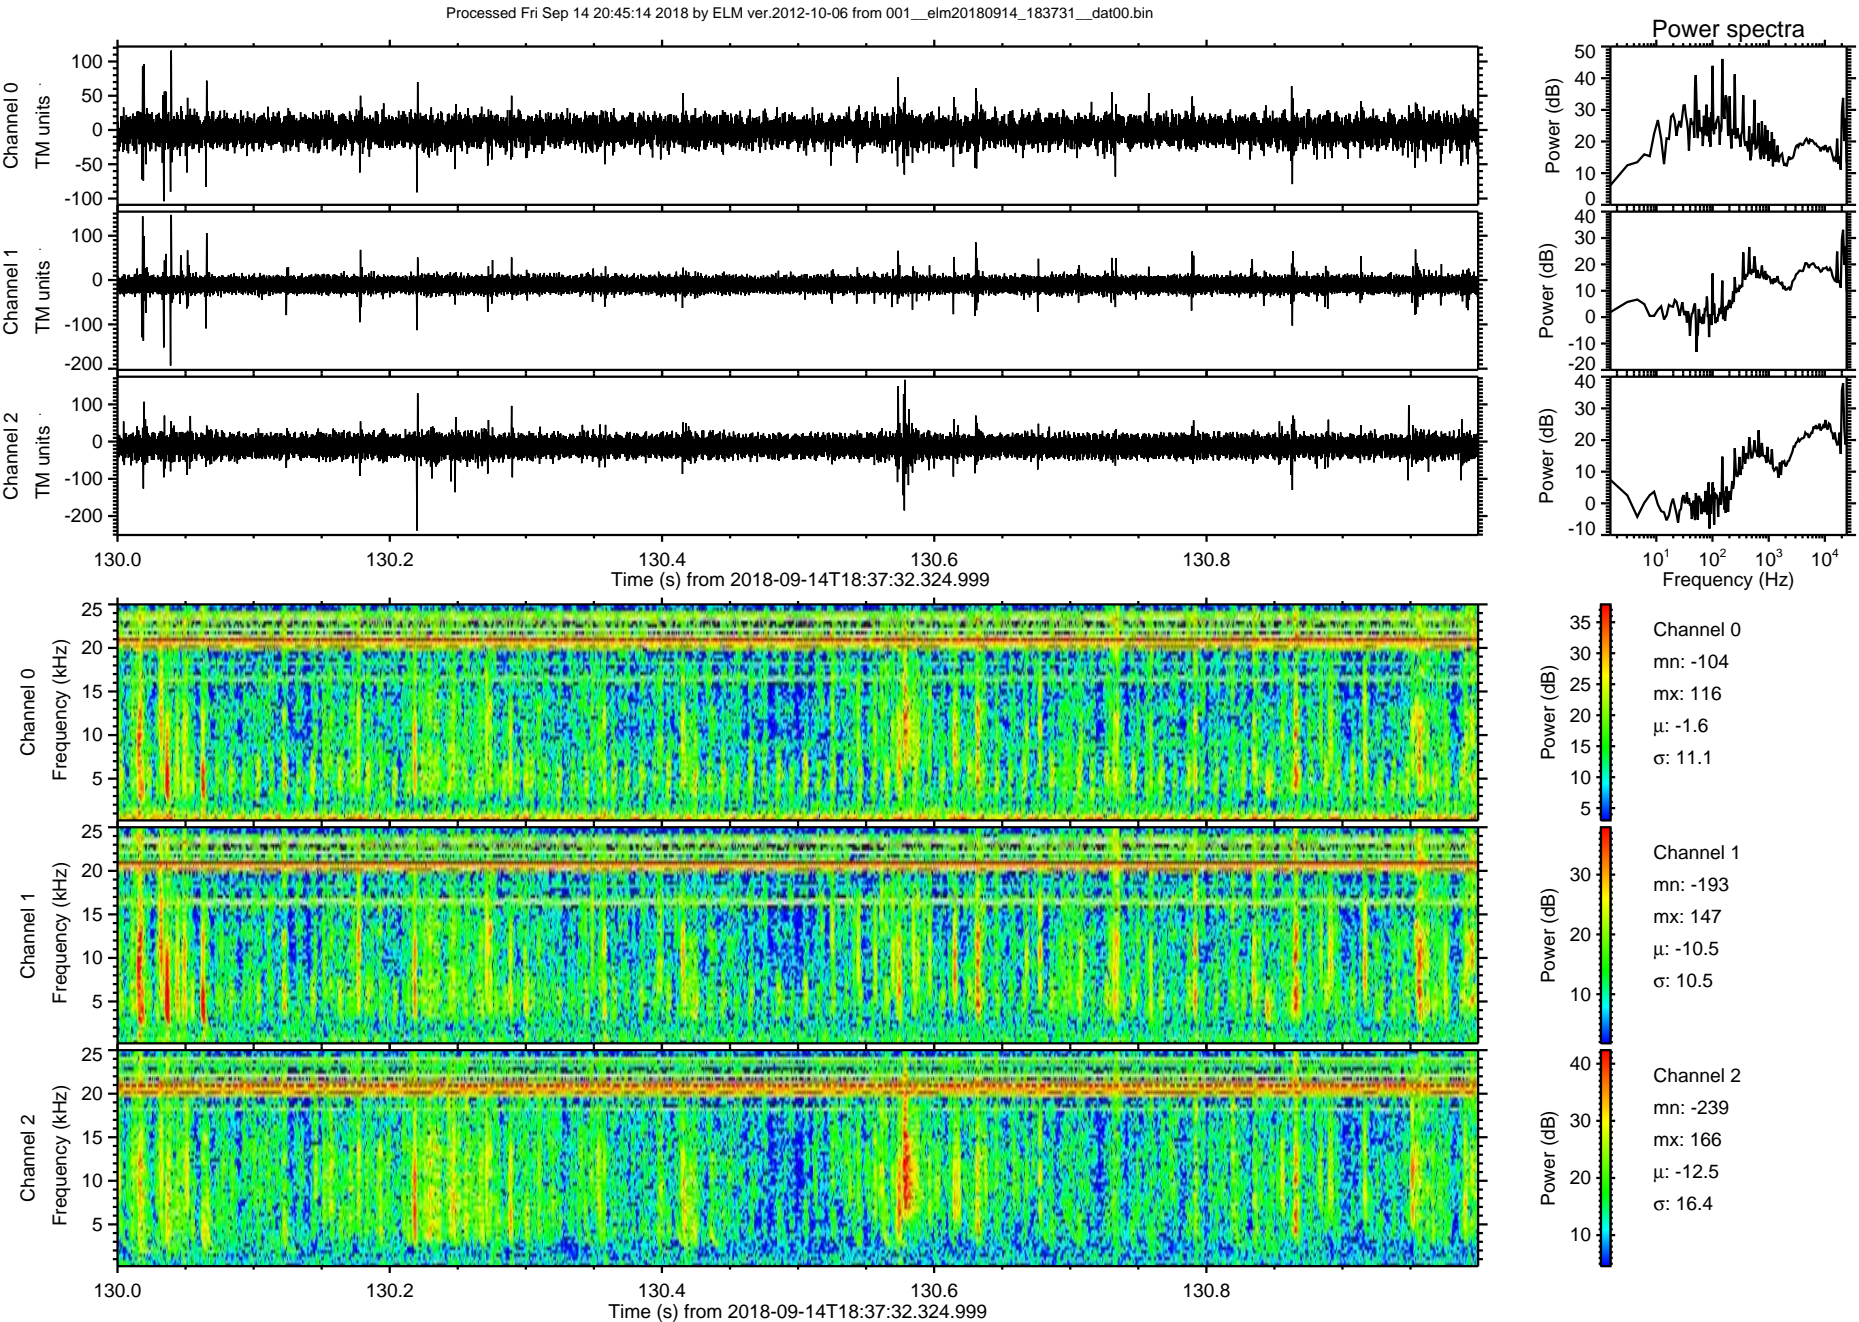 Processed Fri Sep 14 20:45:14 2018 by ELM ver.2012-10-06 from 001__elm20180914_183731__dat00.bin
Power spectra
Channel 0
TM units
100
50
0
-50
-100
Power (dB)
50
40
30
20
10
0
Channel 1
TM units
100
0
-100
-200
Power (dB)
40
30
20
10
0
-10
-20
Channel 2
TM units
100
0
-100
-200
Power (dB)
40
30
20
10
0
-10
130.0 130.2 130.4 130.6 130.8
Time (s) from 2018-09-14T18:37:32.324.999
10¹ 10² 10³ 10⁴
Frequency (Hz)
Channel 0
Frequency (kHz)
25
20
15
10
5
Power (dB)
35
30
25
20
15
10
5
Channel 0
mn: -104
mx: 116
μ: -1.6
σ: 11.1
Channel 1
Frequency (kHz)
25
20
15
10
5
Power (dB)
30
20
10
Channel 1
mn: -193
mx: 147
μ: -10.5
σ: 10.5
Channel 2
Frequency (kHz)
25
20
15
10
5
Power (dB)
40
30
20
10
Channel 2
mn: -239
mx: 166
μ: -12.5
σ: 16.4
130.0 130.2 130.4 130.6 130.8
Time (s) from 2018-09-14T18:37:32.324.999